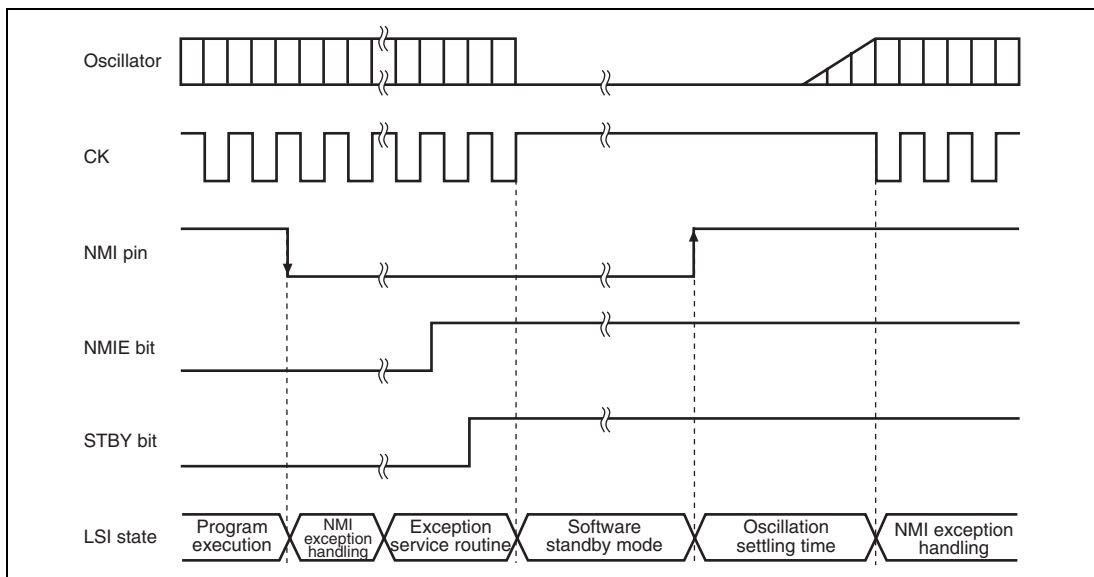 Oscillator
CK
NMI pin
NMIE bit
STBY bit
LSI state
Program
execution
NMI
exception
handling
Exception
service routine
Software
standby mode
Oscillation
settling time
NMI exception
handling